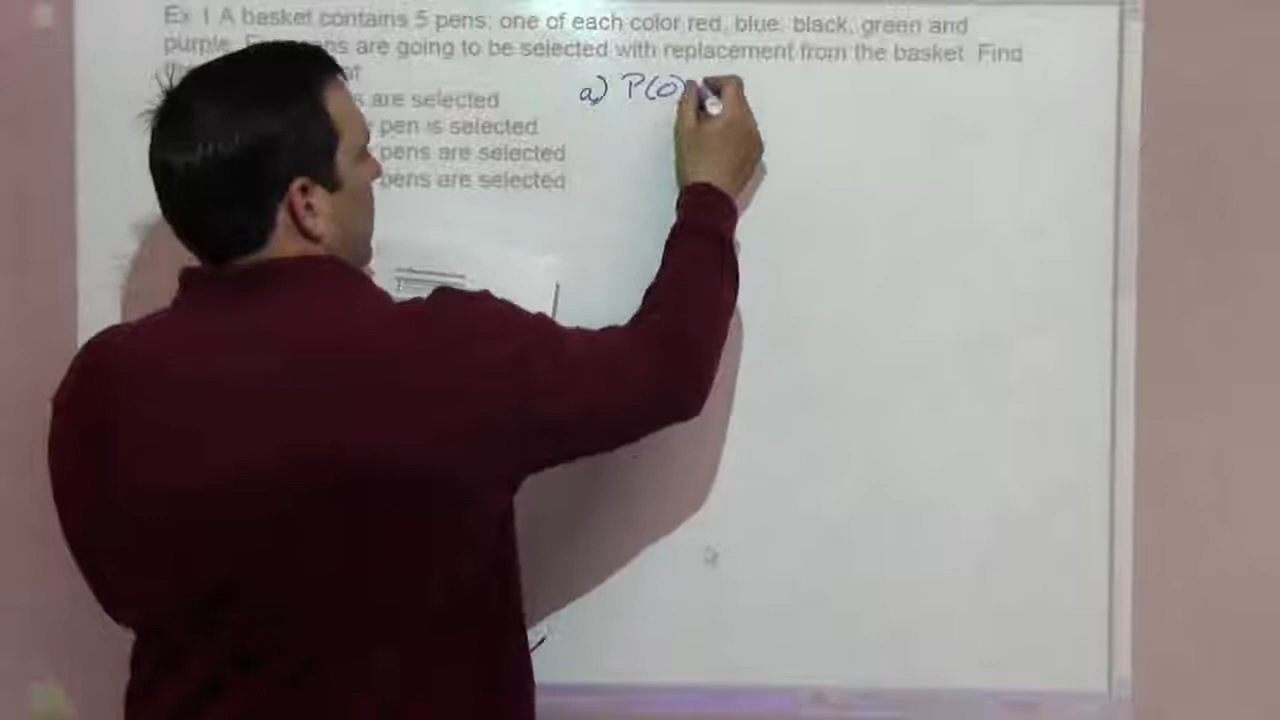 Ex 1 A basket contains 5 pens; one of each color red, blue, black, green and
purple. are going to be selected with replacement from the basket. Find
s are selected
pen is selected
pens are selected
pens are selected
a) P(0)